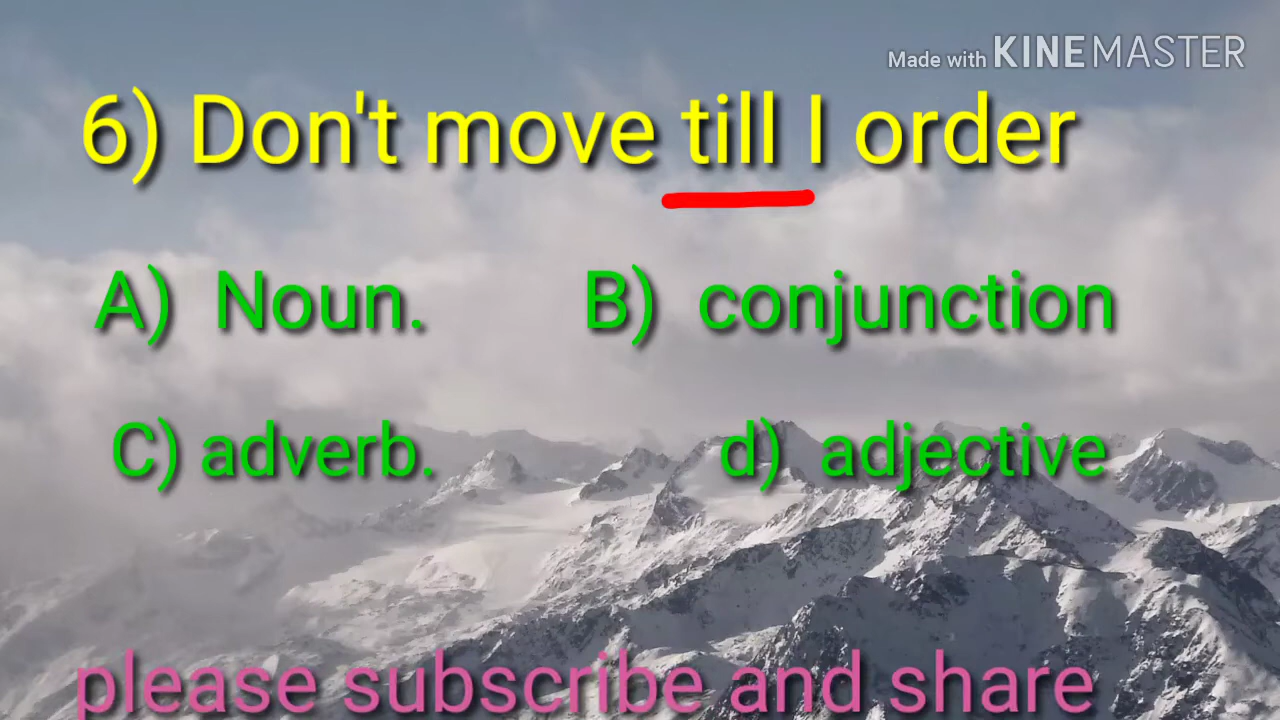 Made with KINEMASTER
6) Don't move till I order
A) Noun. B) conjunction
C) adverb. d) adjective
please subscribe and share